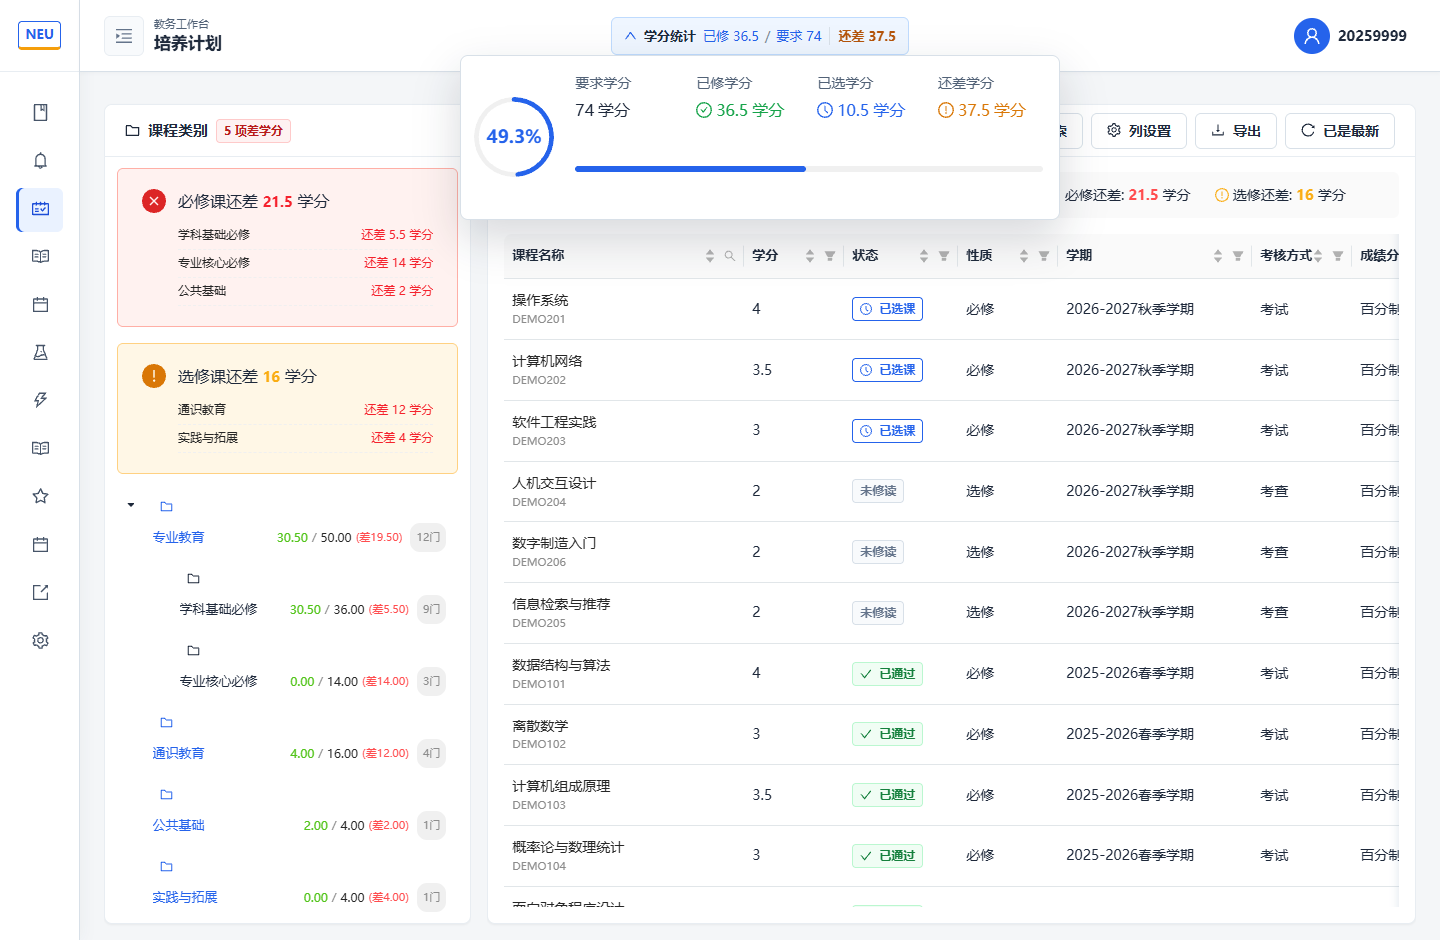 NEU
教务工作台
培养计划
学分统计 已修 36.5 / 要求 74 还差 37.5
20259999
49.3%
要求学分 已修学分 已选学分 还差学分
74 学分 36.5 学分 10.5 学分 37.5 学分
课程类别 5 项差学分
列设置 导出 已是最新
必修课还差 21.5 学分
学科基础必修 还差 5.5 学分
专业核心必修 还差 14 学分
公共基础 还差 2 学分
选修课还差 16 学分
通识教育 还差 12 学分
实践与拓展 还差 4 学分
专业教育 30.50 / 50.00 (差19.50) 12门
学科基础必修 30.50 / 36.00 (差5.50) 9门
专业核心必修 0.00 / 14.00 (差14.00) 3门
通识教育 4.00 / 16.00 (差12.00) 4门
公共基础 2.00 / 4.00 (差2.00) 1门
实践与拓展 0.00 / 4.00 (差4.00) 1门
必修还差: 21.5 学分 选修还差: 16 学分
课程名称 学分 状态 性质 学期 考核方式 成绩分
操作系统
DEMO201
4 已选课 必修 2026-2027秋季学期 考试 百分制
计算机网络
DEMO202
3.5 已选课 必修 2026-2027秋季学期 考试 百分制
软件工程实践
DEMO203
3 已选课 必修 2026-2027秋季学期 考试 百分制
人机交互设计
DEMO204
2 未修读 选修 2026-2027秋季学期 考查 百分制
数字制造入门
DEMO206
2 未修读 选修 2026-2027秋季学期 考查 百分制
信息检索与推荐
DEMO205
2 未修读 选修 2026-2027秋季学期 考查 百分制
数据结构与算法
DEMO101
4 已通过 必修 2025-2026春季学期 考试 百分制
离散数学
DEMO102
3 已通过 必修 2025-2026春季学期 考试 百分制
计算机组成原理
DEMO103
3.5 已通过 必修 2025-2026春季学期 考试 百分制
概率论与数理统计
DEMO104
3 已通过 必修 2025-2026春季学期 考试 百分制